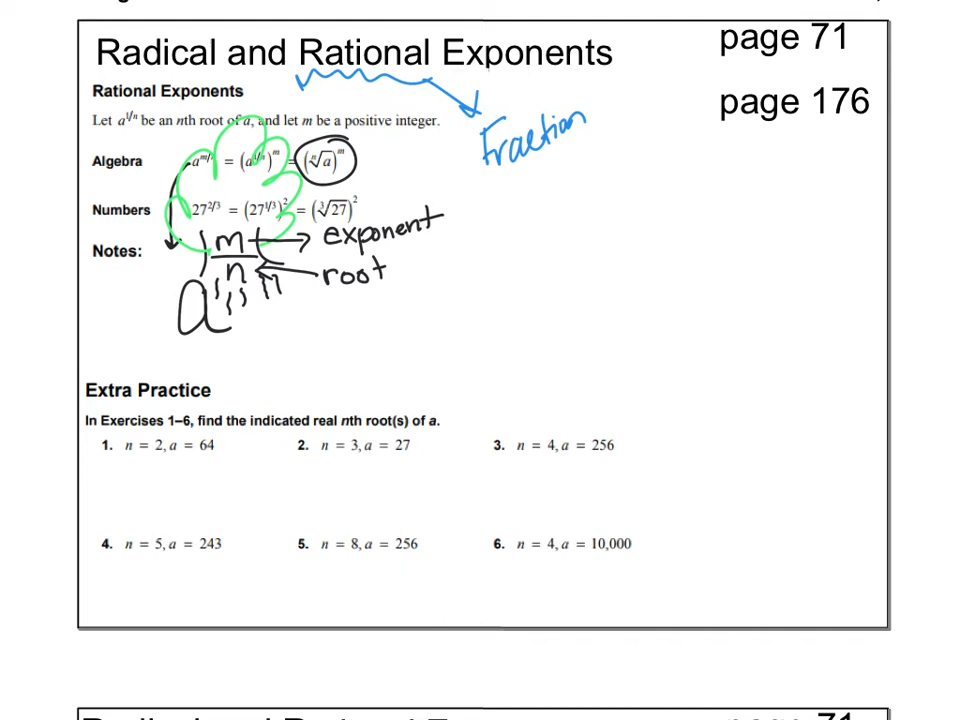 Radical and Rational Exponents
page 71
Rational Exponents
page 176
Let a^{1/n} be an nth root of a, and let m be a positive integer.
Fraction
Algebra a^{m/n} = (a^{1/n})^m = (ⁿ√a)^m
Numbers 27^{2/3} = (27^{1/3})^2 = (³√27)^2
Notes:
m → exponent
n ← root
a
Extra Practice
In Exercises 1–6, find the indicated real nth root(s) of a.
1. n = 2, a = 64 2. n = 3, a = 27 3. n = 4, a = 256
4. n = 5, a = 243 5. n = 8, a = 256 6. n = 4, a = 10,000